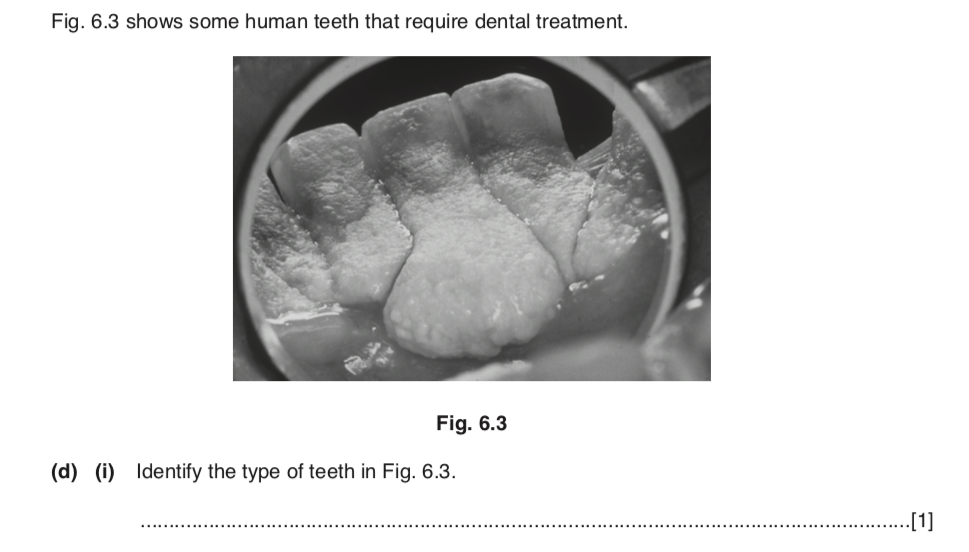 Fig. 6.3 shows some human teeth that require dental treatment.
Fig. 6.3
(d) (i) Identify the type of teeth in Fig. 6.3.
....................................................................................................................................[1]